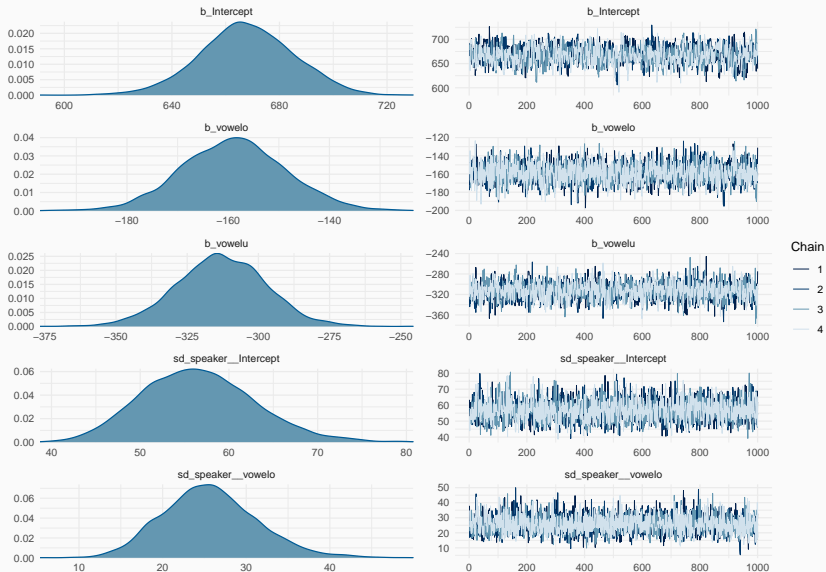 b_Intercept
0.020
0.015
0.010
0.005
0.000
600 640 680 720
b_Intercept
700
650
600
0 200 400 600 800 1000
b_vowelo
0.04
0.03
0.02
0.01
0.00
−180 −160 −140
b_vowelo
−120
−140
−160
−180
−200
0 200 400 600 800 1000
b_vowelu
0.025
0.020
0.015
0.010
0.005
0.000
−375 −350 −325 −300 −275 −250
b_vowelu
−240
−280
−320
−360
0 200 400 600 800 1000
Chain
1
2
3
4
sd_speaker__Intercept
0.06
0.04
0.02
0.00
40 50 60 70 80
sd_speaker__Intercept
80
70
60
50
40
0 200 400 600 800 1000
sd_speaker__vowelo
0.06
0.04
0.02
0.00
10 20 30 40
sd_speaker__vowelo
50
40
30
20
10
0 200 400 600 800 1000